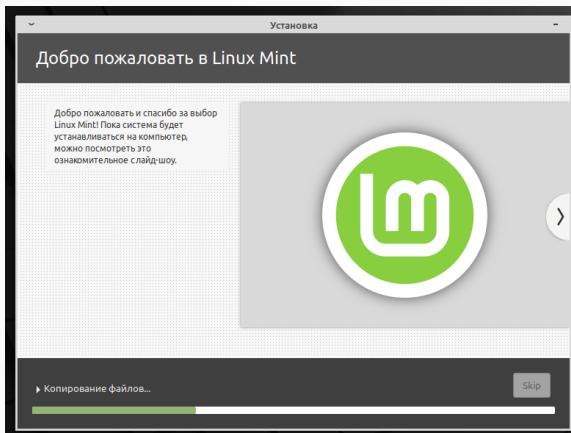 Установка
Добро пожаловать в Linux Mint
Добро пожаловать и спасибо за выбор
Linux Mint! Пока система будет
устанавливаться на компьютер,
можно посмотреть это
ознакомительное слайд-шоу.
lm
Копирование файлов...
Skip